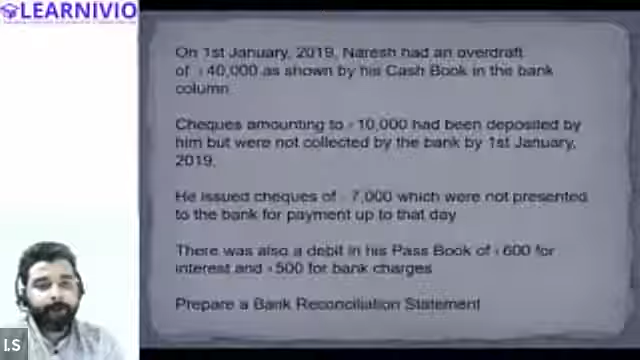 LEARNIVIO
On 1st January, 2019, Naresh had an overdraft
of ₹40,000 as shown by his Cash Book in the bank
column.
Cheques amounting to ₹10,000 had been deposited by
him but were not collected by the bank by 1st January,
2019.
He issued cheques of ₹7,000 which were not presented
to the bank for payment up to that day
There was also a debit in his Pass Book of ₹600 for
interest and ₹500 for bank charges
Prepare a Bank Reconciliation Statement
I.S